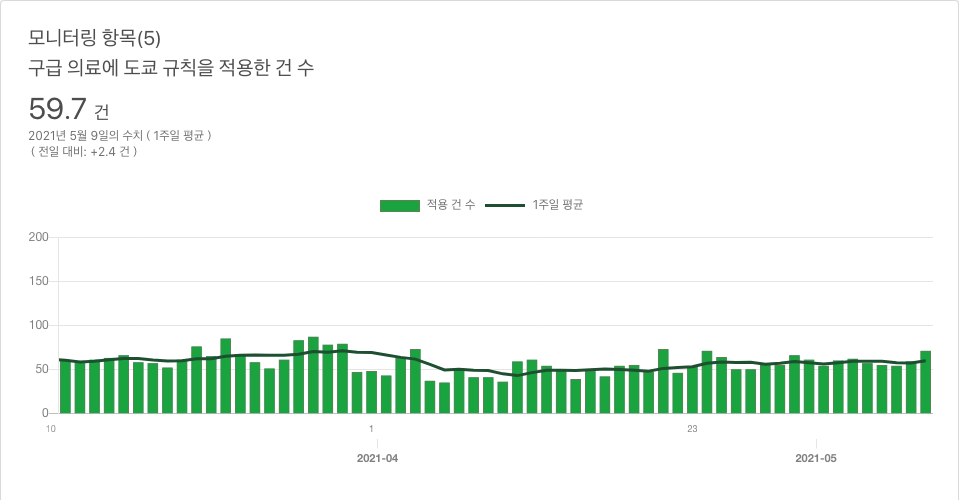 모니터링 항목(5)
구급 의료에 도쿄 규칙을 적용한 건 수
59.7 건
2021년 5월 9일의 수치 ( 1주일 평균 )
( 전일 대비: +2.4 건 )
적용 건 수 1주일 평균
200
150
100
50
0
10 1 23
2021-04 2021-05